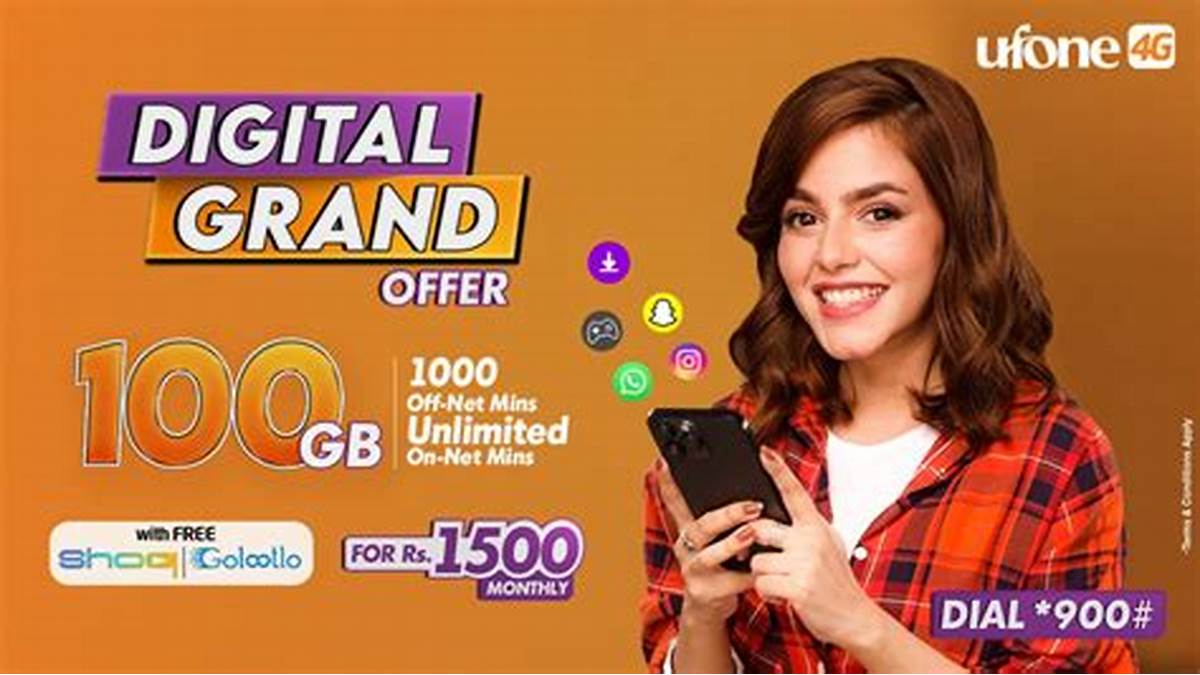 ufone 4G
DIGITAL
GRAND
OFFER
100 GB
1000
Off-Net Mins
Unlimited
On-Net Mins
with FREE
Shoq | Golootlo
FOR Rs. 1500
MONTHLY
DIAL *900#
*Terms & Conditions Apply